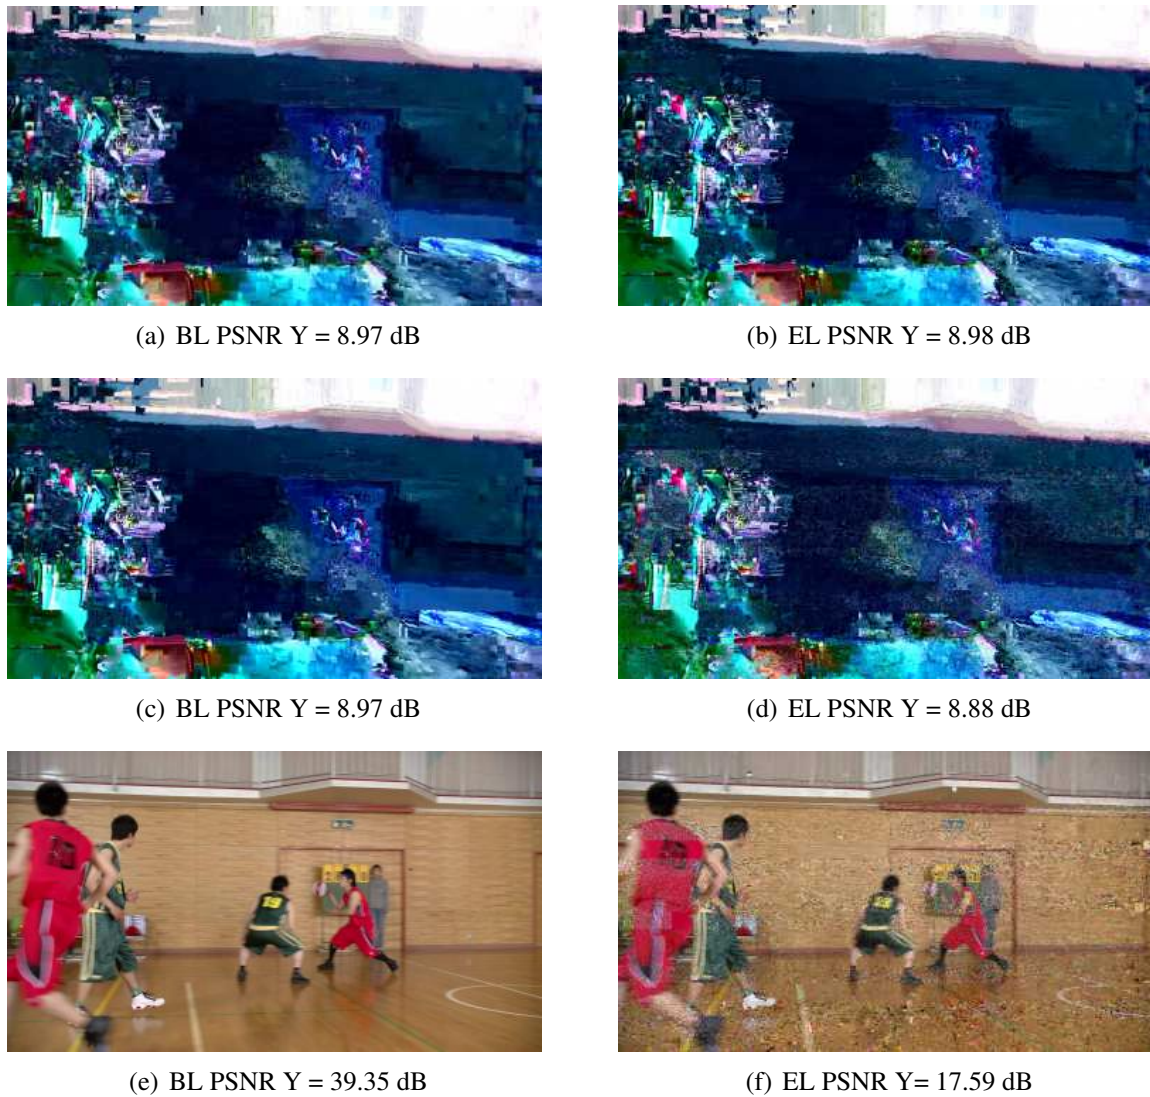 (a) BL PSNR Y = 8.97 dB
(b) EL PSNR Y = 8.98 dB
(c) BL PSNR Y = 8.97 dB
(d) EL PSNR Y = 8.88 dB
(e) BL PSNR Y = 39.35 dB
(f) EL PSNR Y= 17.59 dB